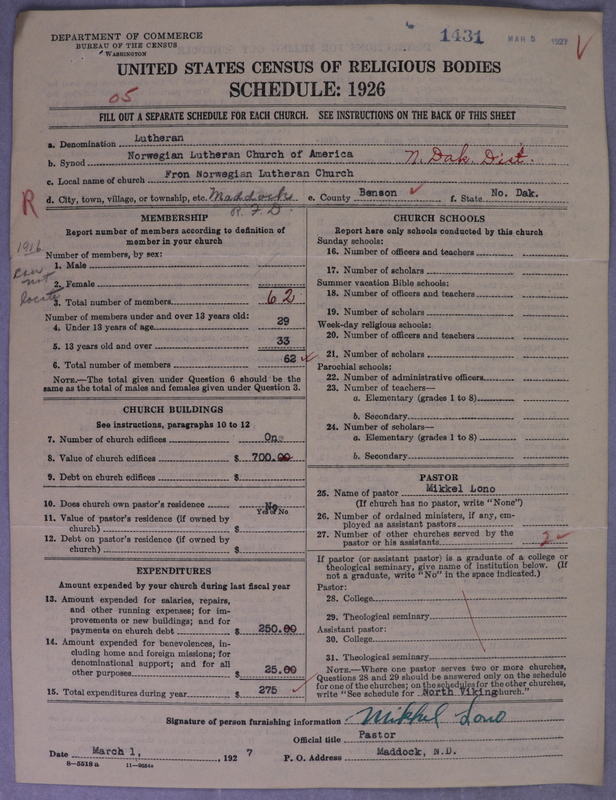 DEPARTMENT OF COMMERCE
BUREAU OF THE CENSUS
WASHINGTON
1431
MAR 5 1927
UNITED STATES CENSUS OF RELIGIOUS BODIES
SCHEDULE: 1926
05
FILL OUT A SEPARATE SCHEDULE FOR EACH CHURCH. SEE INSTRUCTIONS ON THE BACK OF THIS SHEET
a. Denomination Lutheran
b. Synod Norwegian Lutheran Church of America N. Dak. Dist.
c. Local name of church Fron Norwegian Lutheran Church
d. City, town, village, or township, etc. Maddock R.F.D. e. County Benson f. State No. Dak.
R
MEMBERSHIP
Report number of members according to definition of
member in your church
1916
can
not
locate
Number of members, by sex:
1. Male
2. Female
3. Total number of members 62
Number of members under and over 13 years old:
4. Under 13 years of age 29
5. 13 years old and over 33
6. Total number of members 62
NOTE.—The total given under Question 6 should be the
same as the total of males and females given under Question 3.
CHURCH BUILDINGS
See instructions, paragraphs 10 to 12
7. Number of church edifices One
8. Value of church edifices $ 700.00
9. Debt on church edifices $
10. Does church own pastor's residence No
Yes or No
11. Value of pastor's residence (if owned by
church) $
12. Debt on pastor's residence (if owned by
church) $
EXPENDITURES
Amount expended by your church during last fiscal year
13. Amount expended for salaries, repairs,
and other running expenses; for im-
provements or new buildings; and for
payments on church debt $ 250.00
14. Amount expended for benevolences, in-
cluding home and foreign missions; for
denominational support; and for all
other purposes $ 25.00
15. Total expenditures during year $ 275
CHURCH SCHOOLS
Report here only schools conducted by this church
Sunday schools:
16. Number of officers and teachers
17. Number of scholars
Summer vacation Bible schools:
18. Number of officers and teachers
19. Number of scholars
Week-day religious schools:
20. Number of officers and teachers
21. Number of scholars
Parochial schools:
22. Number of administrative officers
23. Number of teachers—
a. Elementary (grades 1 to 8)
b. Secondary
24. Number of scholars—
a. Elementary (grades 1 to 8)
b. Secondary
PASTOR
25. Name of pastor Mikkel Lono
(If church has no pastor, write "None")
26. Number of ordained ministers, if any, em-
ployed as assistant pastors
27. Number of other churches served by the
pastor or his assistants 2
If pastor (or assistant pastor) is a graduate of a college or
theological seminary, give name of institution below. (If
not a graduate, write "No" in the space indicated.)
Pastor:
28. College
29. Theological seminary
Assistant pastor:
30. College
31. Theological seminary
NOTE.—Where one pastor serves two or more churches,
Questions 28 and 29 should be answered only on the schedule
for one of the churches; on the schedules for the other churches,
write "See schedule for North Viking church."
Signature of person furnishing information Mikkel Lono
Official title Pastor
Date March 1, , 192 7 P. O. Address Maddock, N.D.
8—5518 a 11—9554